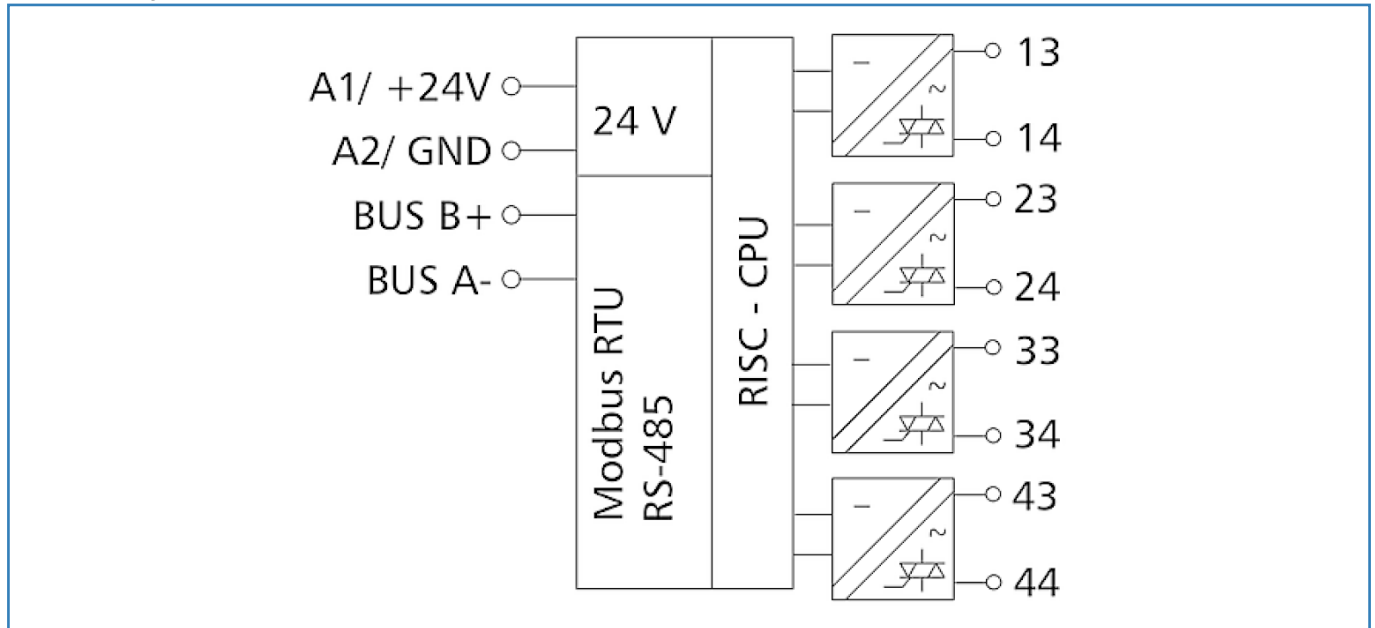 A1/ +24V
A2/ GND
BUS B+
BUS A-
24 V
Modbus RTU
RS-485
RISC - CPU
–
~
13
14
–
~
23
24
–
~
33
34
–
~
43
44